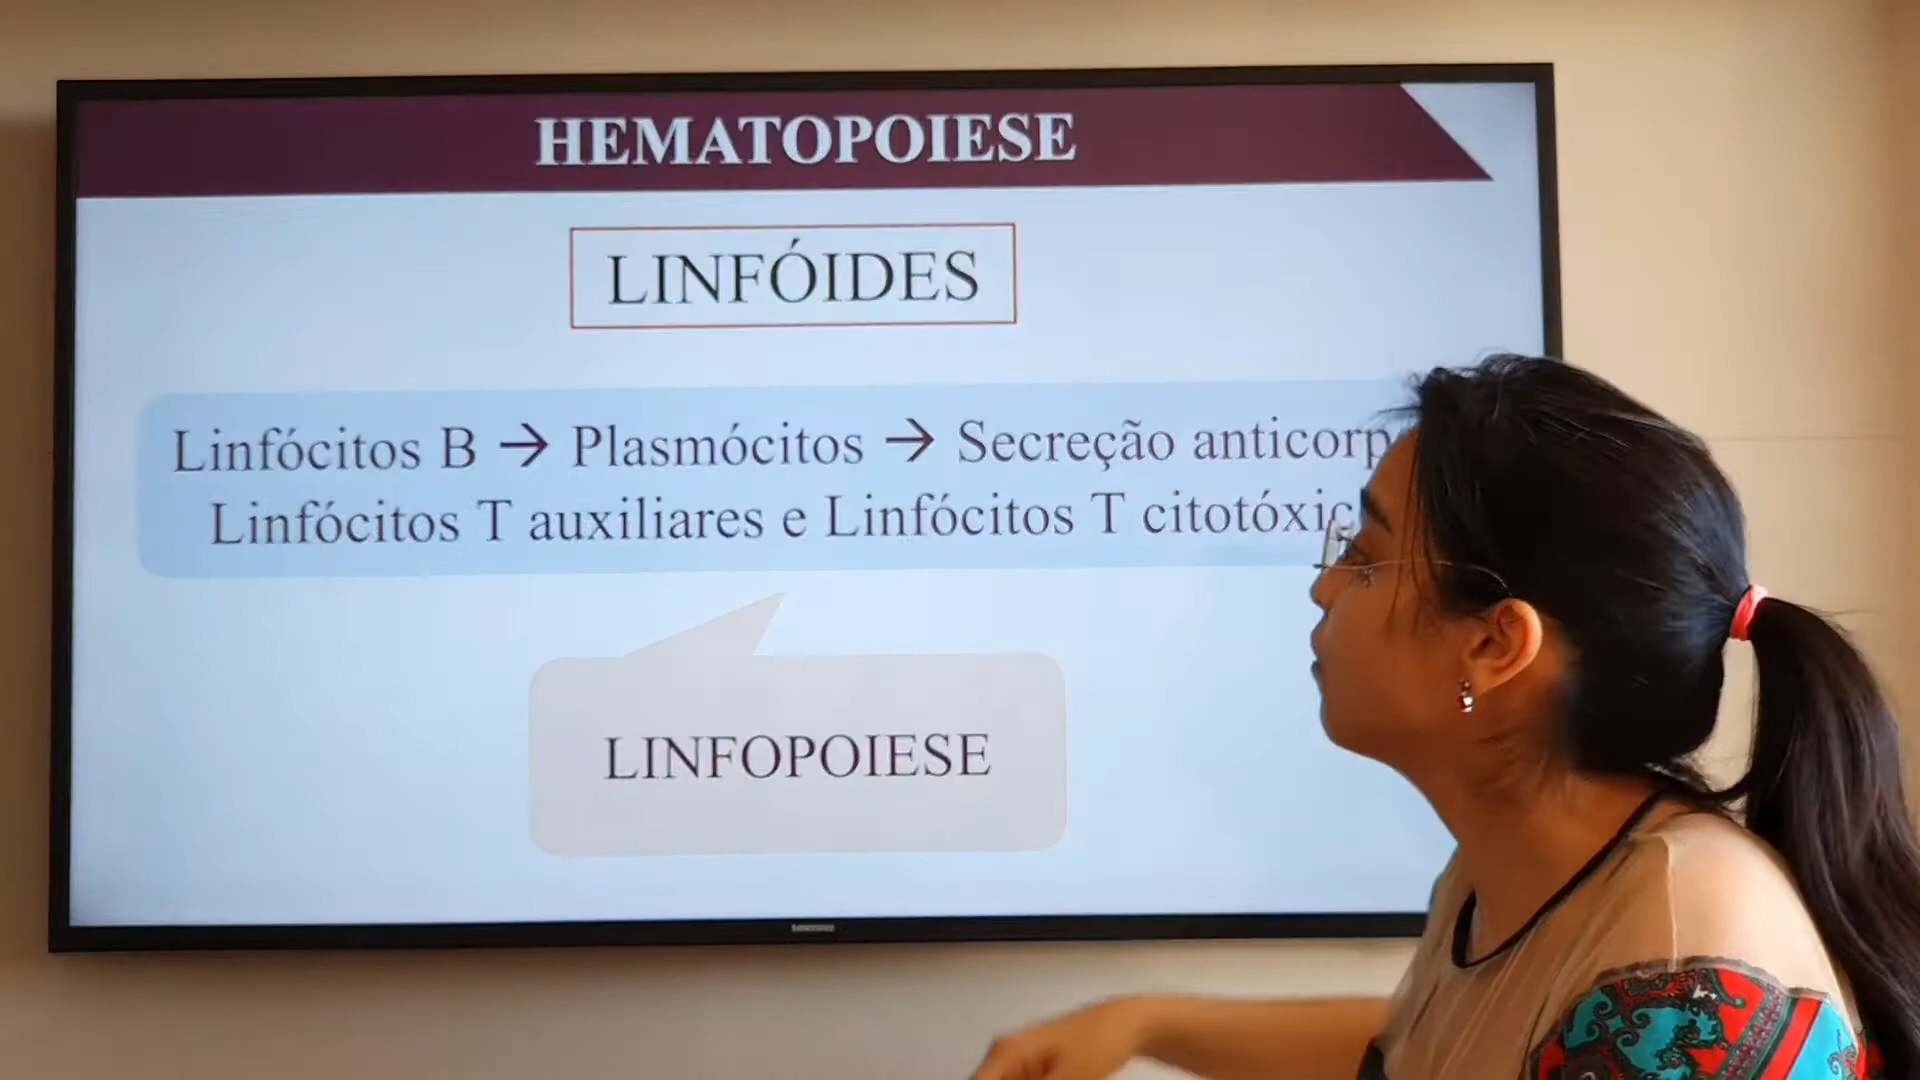 HEMATOPOIESE
LINFÓIDES
Linfócitos B → Plasmócitos → Secreção
Linfócitos T auxiliares e Linfócitos T
LINFOPOIESE